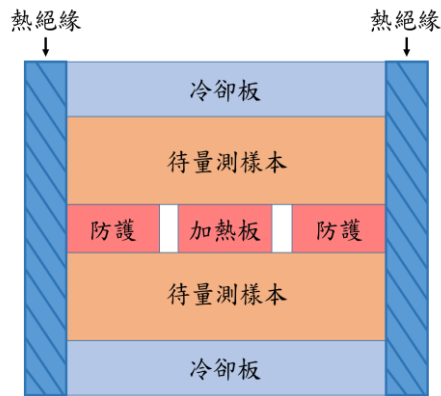 熱絕緣 熱絕緣
冷卻板
待量測樣本
防護 加熱板 防護
待量測樣本
冷卻板